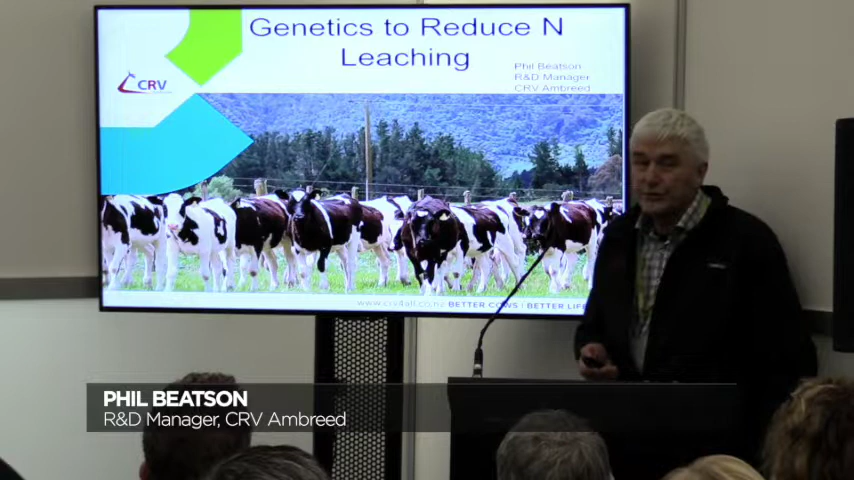 Genetics to Reduce N
Leaching
Phil Beatson
R&D Manager
CRV Ambreed
CRV
www.crv4all.co.nz BETTER COWS | BETTER LIFE
PHIL BEATSON
R&D Manager, CRV Ambreed